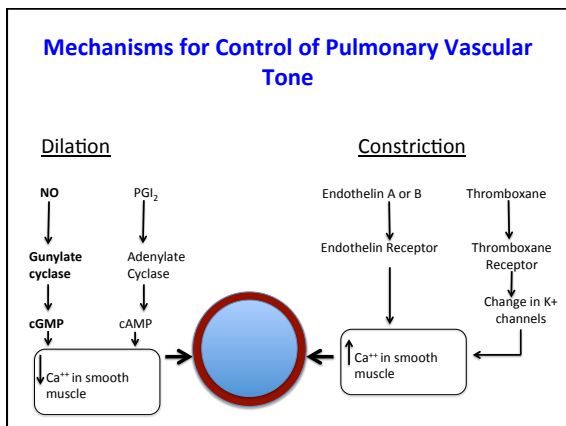 Mechanisms for Control of Pulmonary Vascular
Tone
Dilation
Constriction
NO
PGI₂
Endothelin A or B
Thromboxane
Gunylate
cyclase
Adenylate
Cyclase
Endothelin Receptor
Thromboxane
Receptor
Change in K+
channels
cGMP
cAMP
Ca⁺⁺ in smooth
muscle
Ca⁺⁺ in smooth
muscle